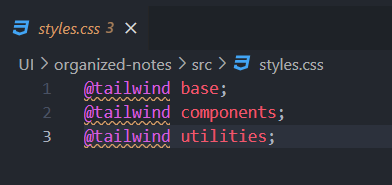 styles.css 3
UI > organized-notes > src > styles.css
1 @tailwind base;
2 @tailwind components;
3 @tailwind utilities;